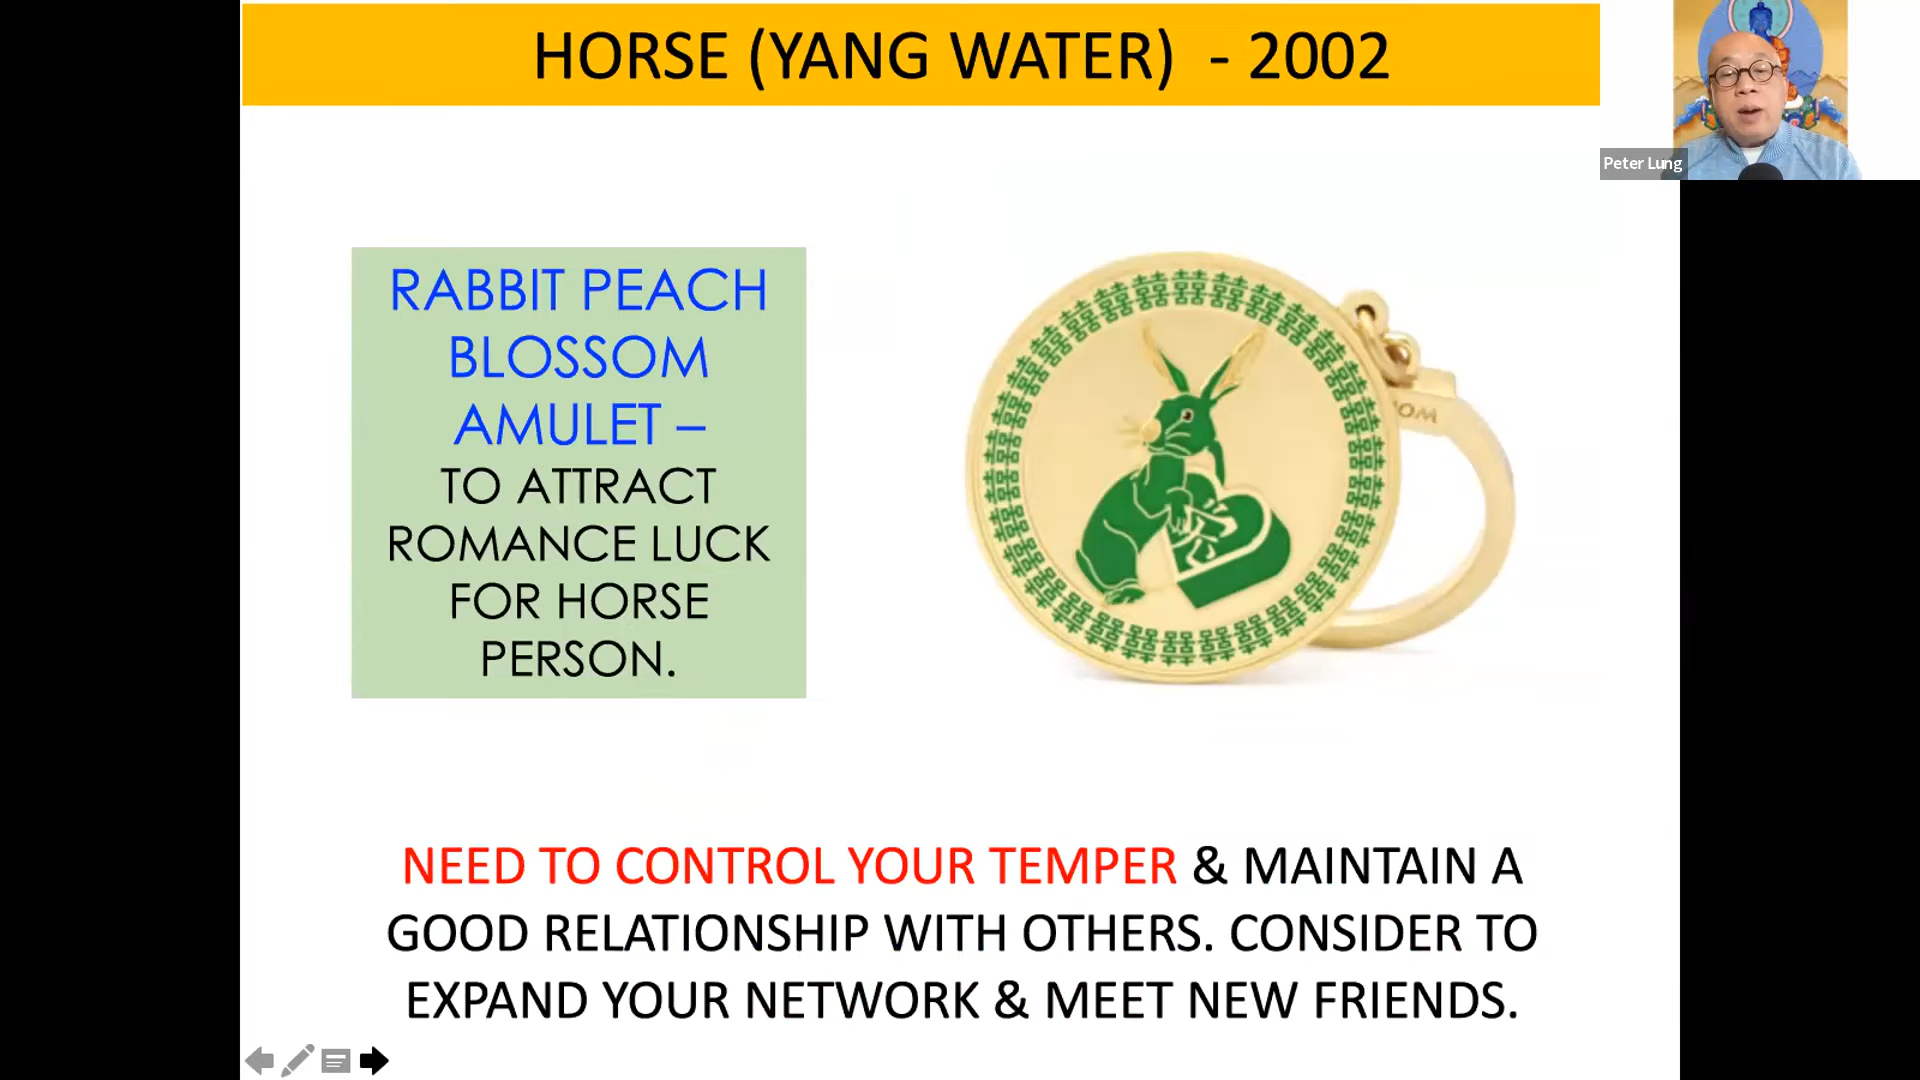 HORSE (YANG WATER) - 2002
Peter Lung
RABBIT PEACH
BLOSSOM
AMULET –
TO ATTRACT
ROMANCE LUCK
FOR HORSE
PERSON.
NEED TO CONTROL YOUR TEMPER & MAINTAIN A
GOOD RELATIONSHIP WITH OTHERS. CONSIDER TO
EXPAND YOUR NETWORK & MEET NEW FRIENDS.